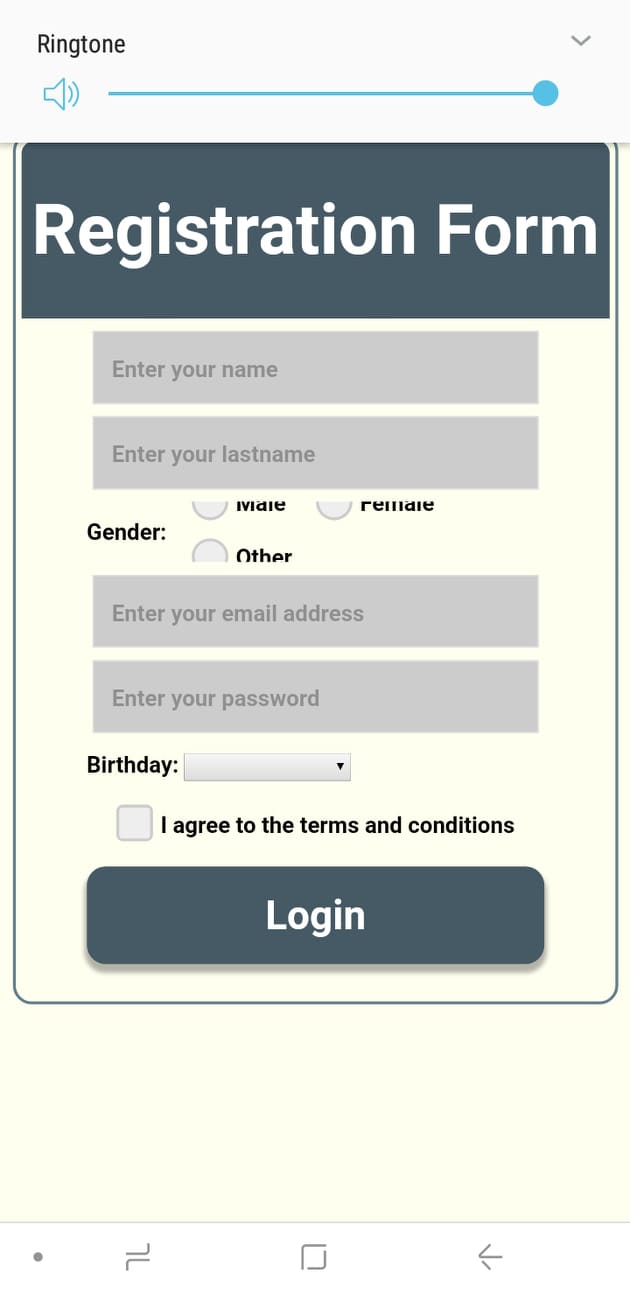 Ringtone
Registration Form
Enter your name
Enter your lastname
Male Female
Gender:
Other
Enter your email address
Enter your password
Birthday:
I agree to the terms and conditions
Login